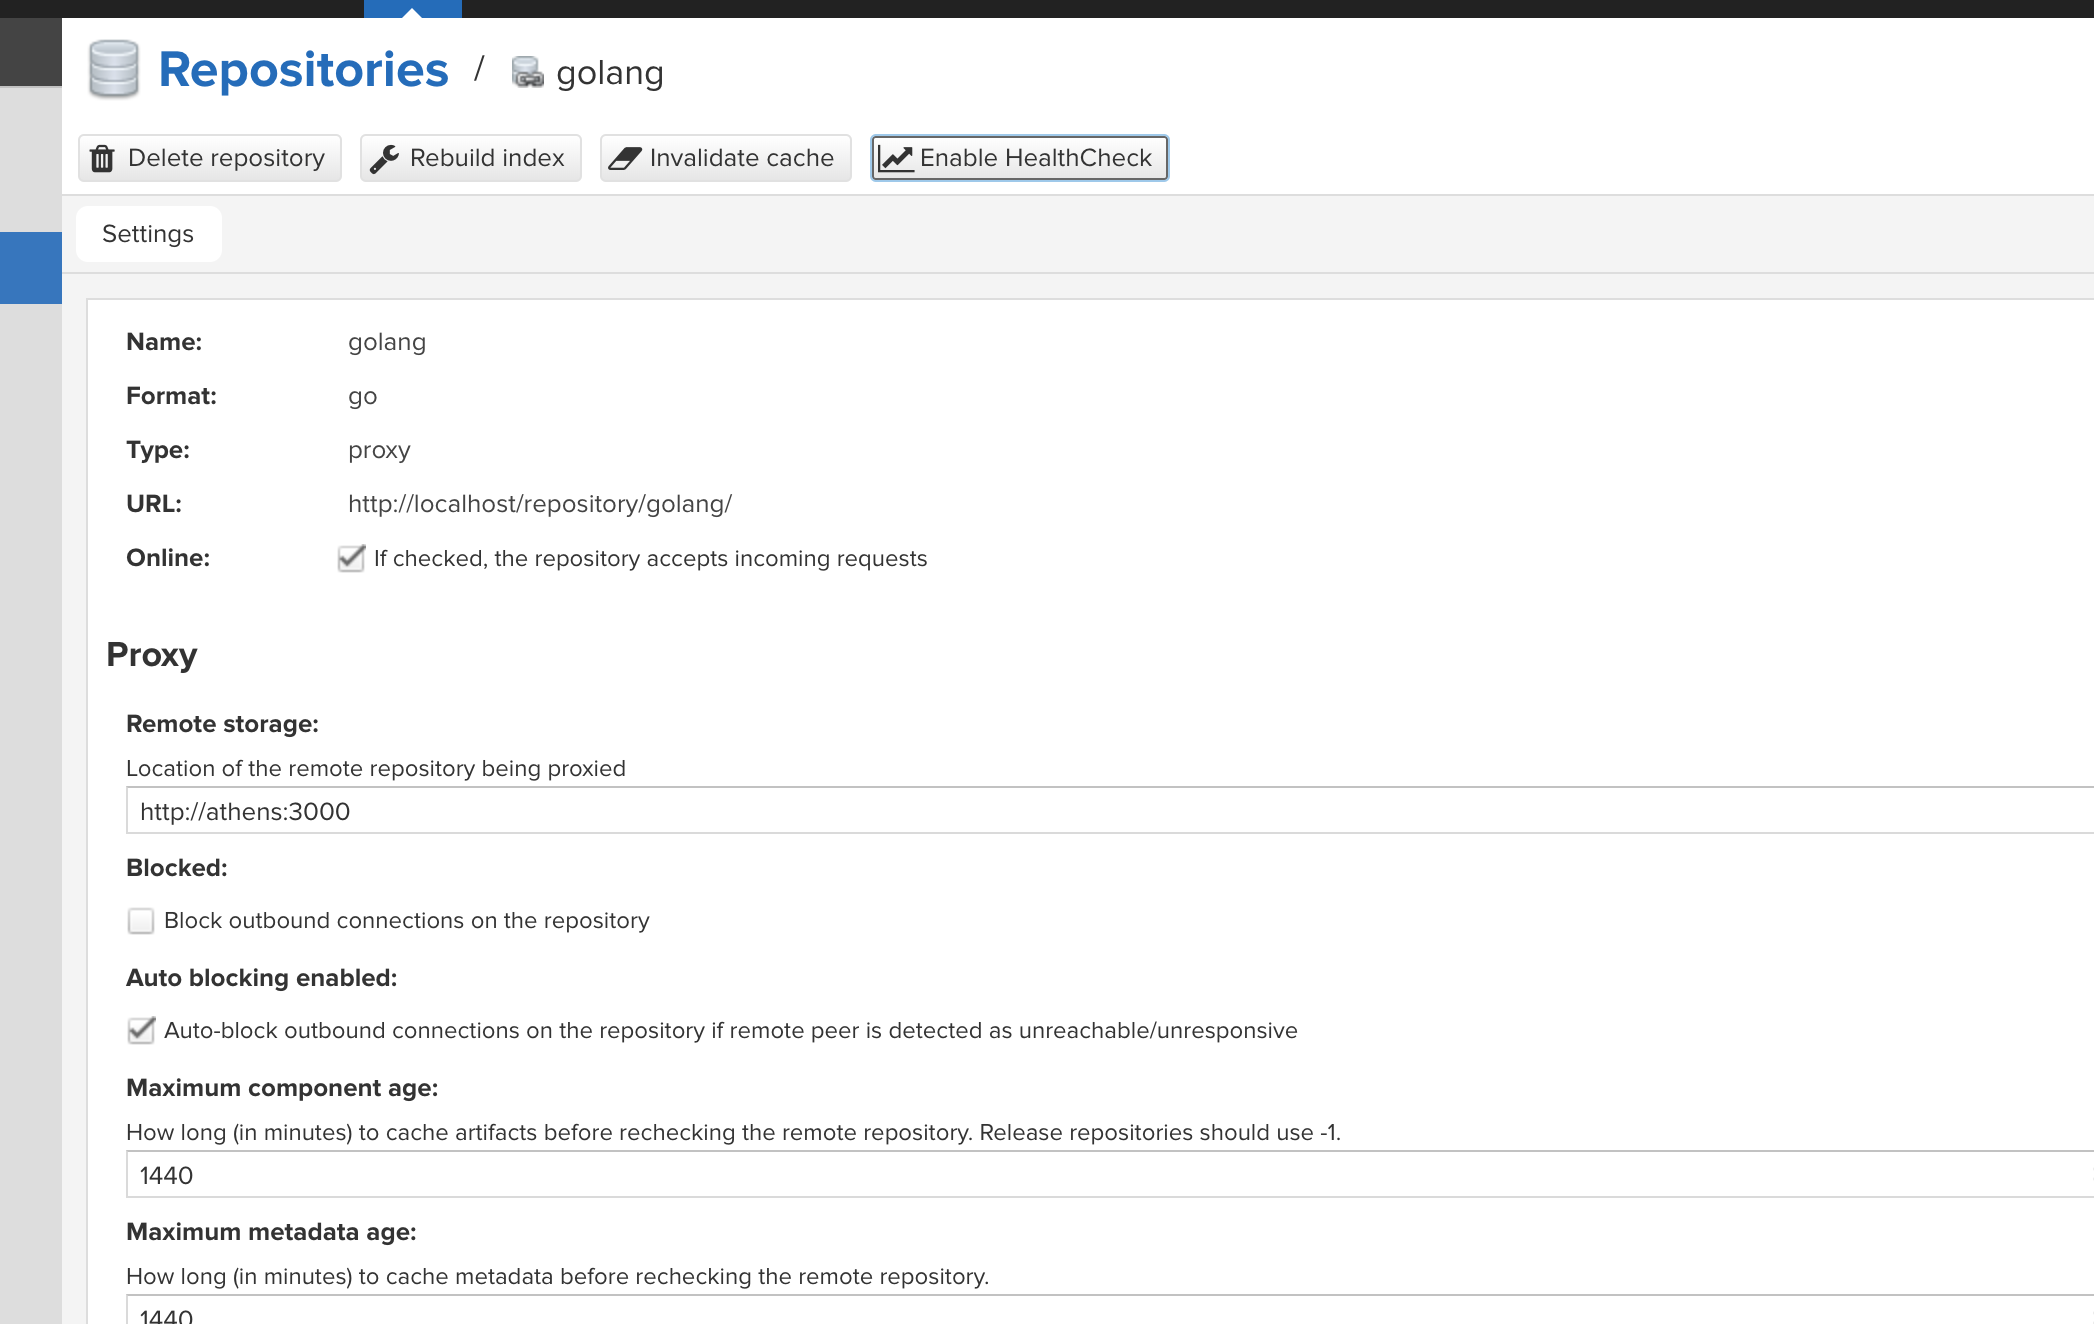 Repositories / golang
Delete repository Rebuild index Invalidate cache Enable HealthCheck
Settings
Name: golang
Format: go
Type: proxy
URL: http://localhost/repository/golang/
Online: If checked, the repository accepts incoming requests
Proxy
Remote storage:
Location of the remote repository being proxied
http://athens:3000
Blocked:
Block outbound connections on the repository
Auto blocking enabled:
Auto-block outbound connections on the repository if remote peer is detected as unreachable/unresponsive
Maximum component age:
How long (in minutes) to cache artifacts before rechecking the remote repository. Release repositories should use -1.
1440
Maximum metadata age:
How long (in minutes) to cache metadata before rechecking the remote repository.
1440